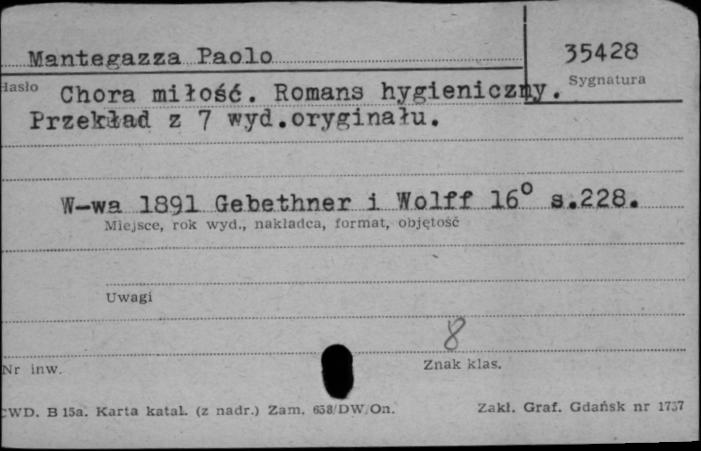 Mantegazza Paolo
35428
Hasło
Sygnatura
Chora miłość. Romans hygieniczny.
Przekład z 7 wyd.oryginału.
W-wa 1891 Gebethner i Wolff 16° s.228.
Miejsce, rok wyd., nakładca, format, objętość
Uwagi
8
Nr inw.
Znak klas.
CWD. B 15a. Karta katal. (z nadr.) Zam. 658/DW/On.
Zakł. Graf. Gdańsk nr 1737